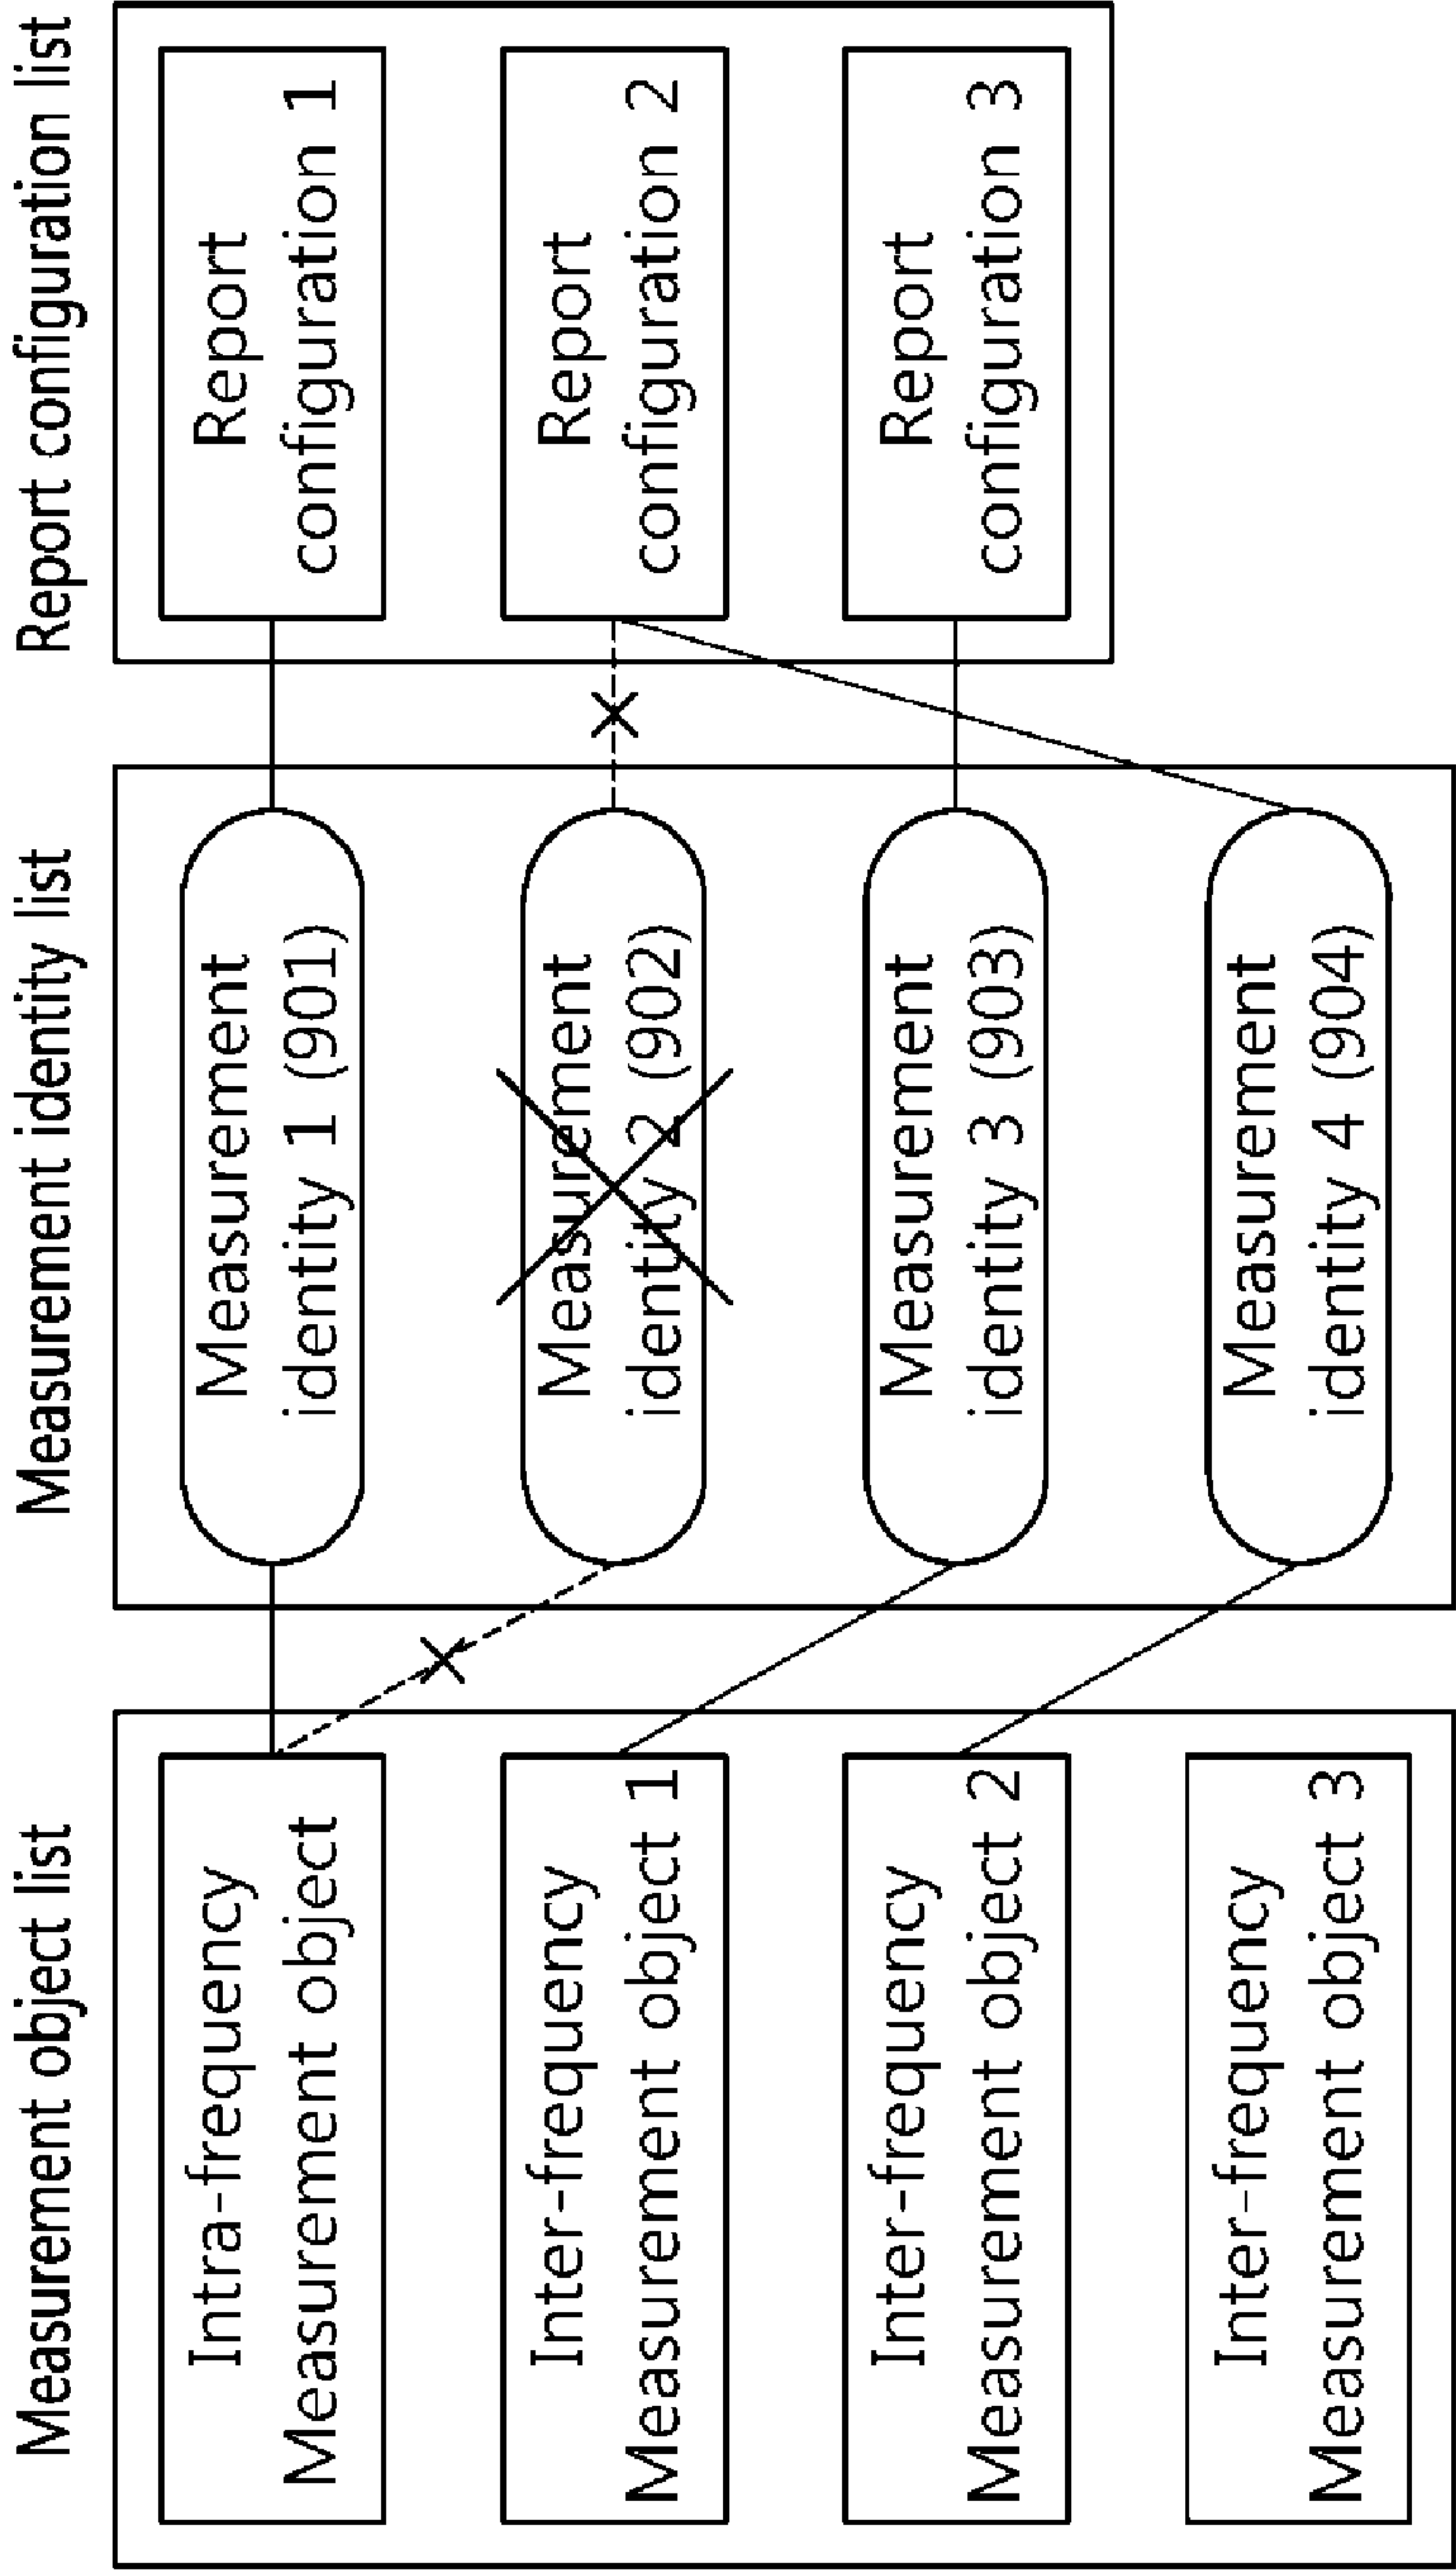 Measurement object list
Intra-frequency
Measurement object
Inter-frequency
Measurement object 1
Inter-frequency
Measurement object 2
Inter-frequency
Measurement object 3
Measurement identity list
Measurement
identity 1 (901)
Measurement
identity 2 (902)
Measurement
identity 3 (903)
Measurement
identity 4 (904)
Report configuration list
Report
configuration 1
Report
configuration 2
Report
configuration 3